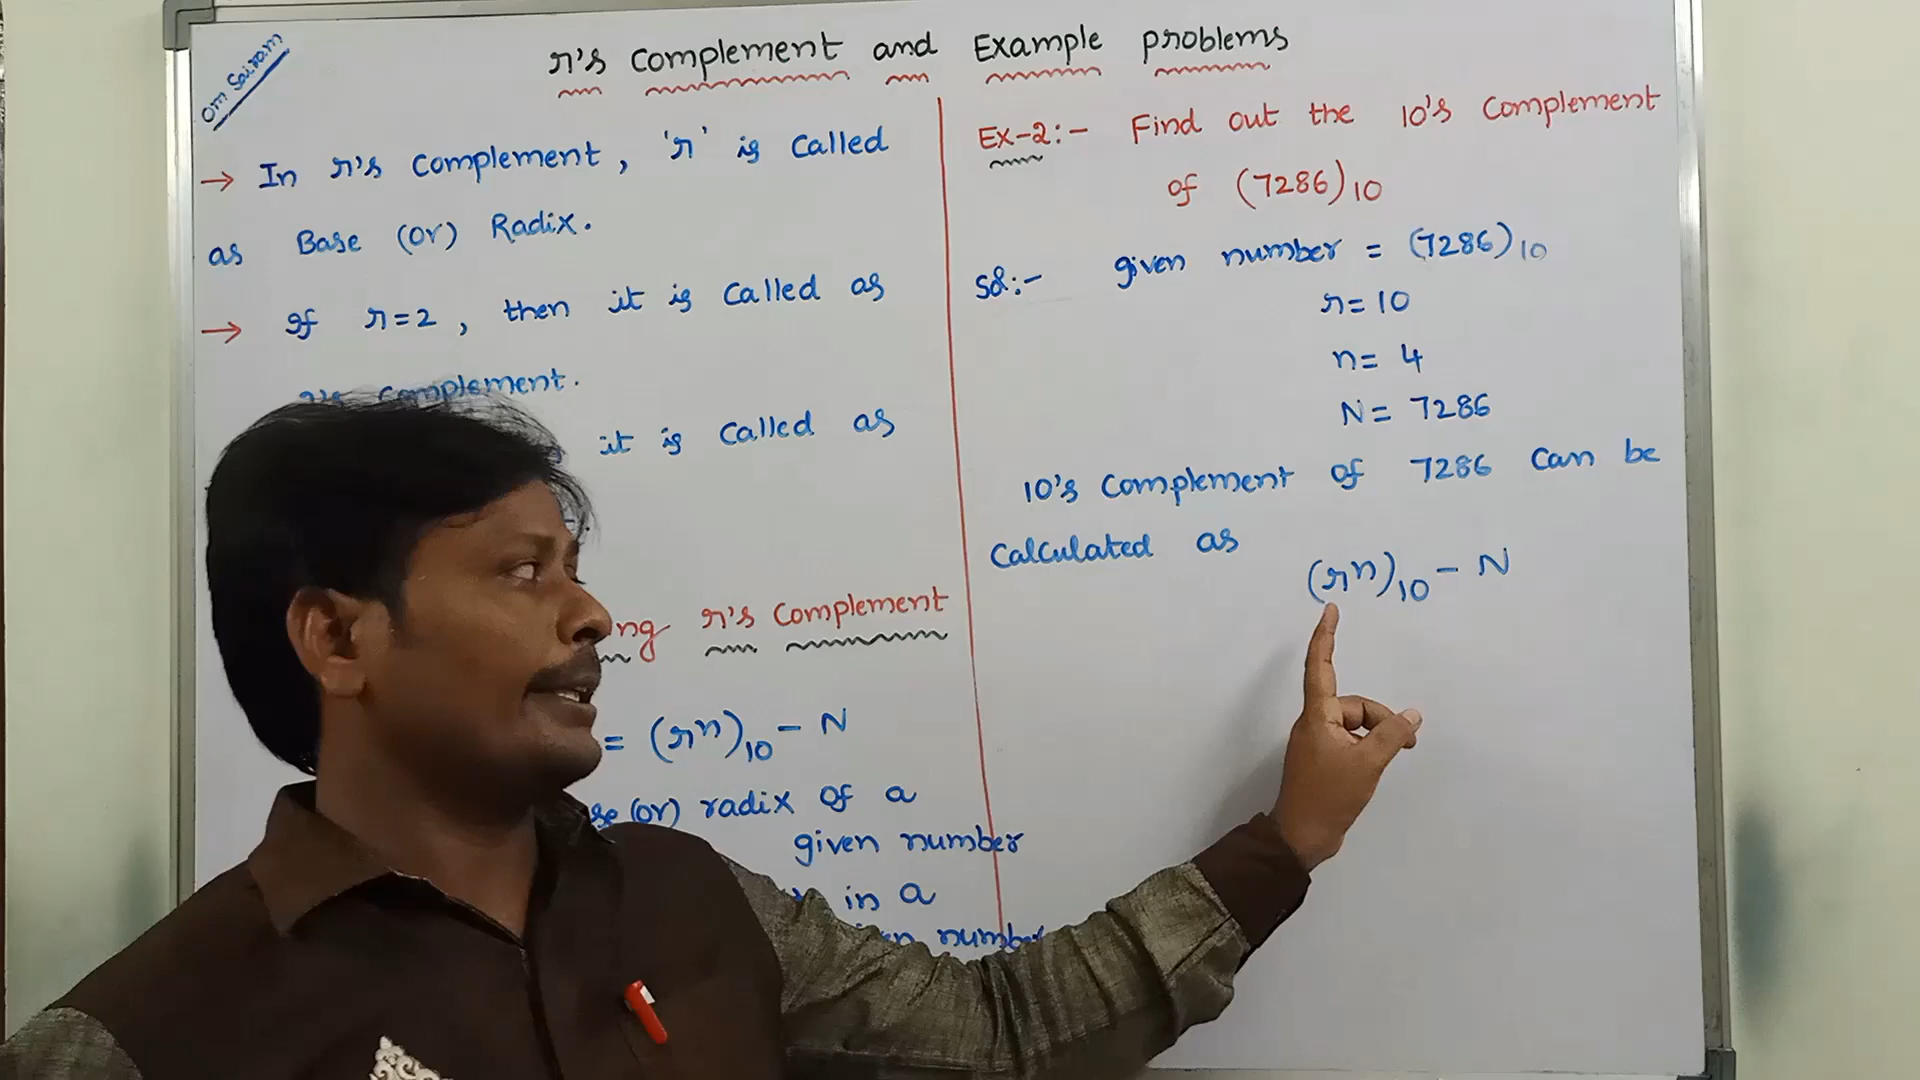 Om Sairam
r's Complement and Example problems
→ In r's Complement, 'r' is Called
as Base (or) Radix.
→ If r=2, then it is Called as
complement.
it is Called as
r's Complement
= (rⁿ)₁₀ - N
(or) radix of a
given number
in a
number
Ex-2:- Find out the 10's Complement
of (7286)₁₀
Sol:- given number = (7286)₁₀
r= 10
n= 4
N= 7286
10's Complement of 7286 Can be
Calculated as
(rⁿ)₁₀ - N